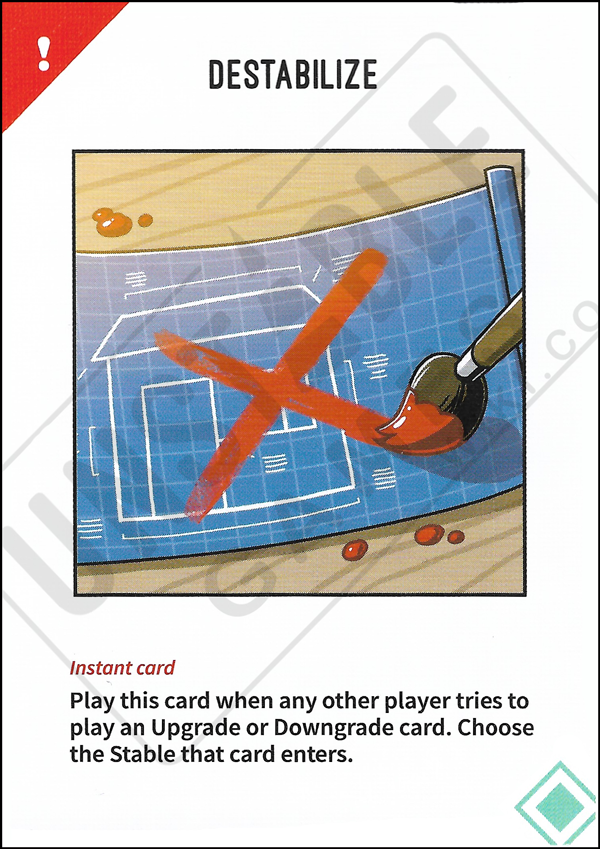 !
DESTABILIZE
Instant card
Play this card when any other player tries to
play an Upgrade or Downgrade card. Choose
the Stable that card enters.